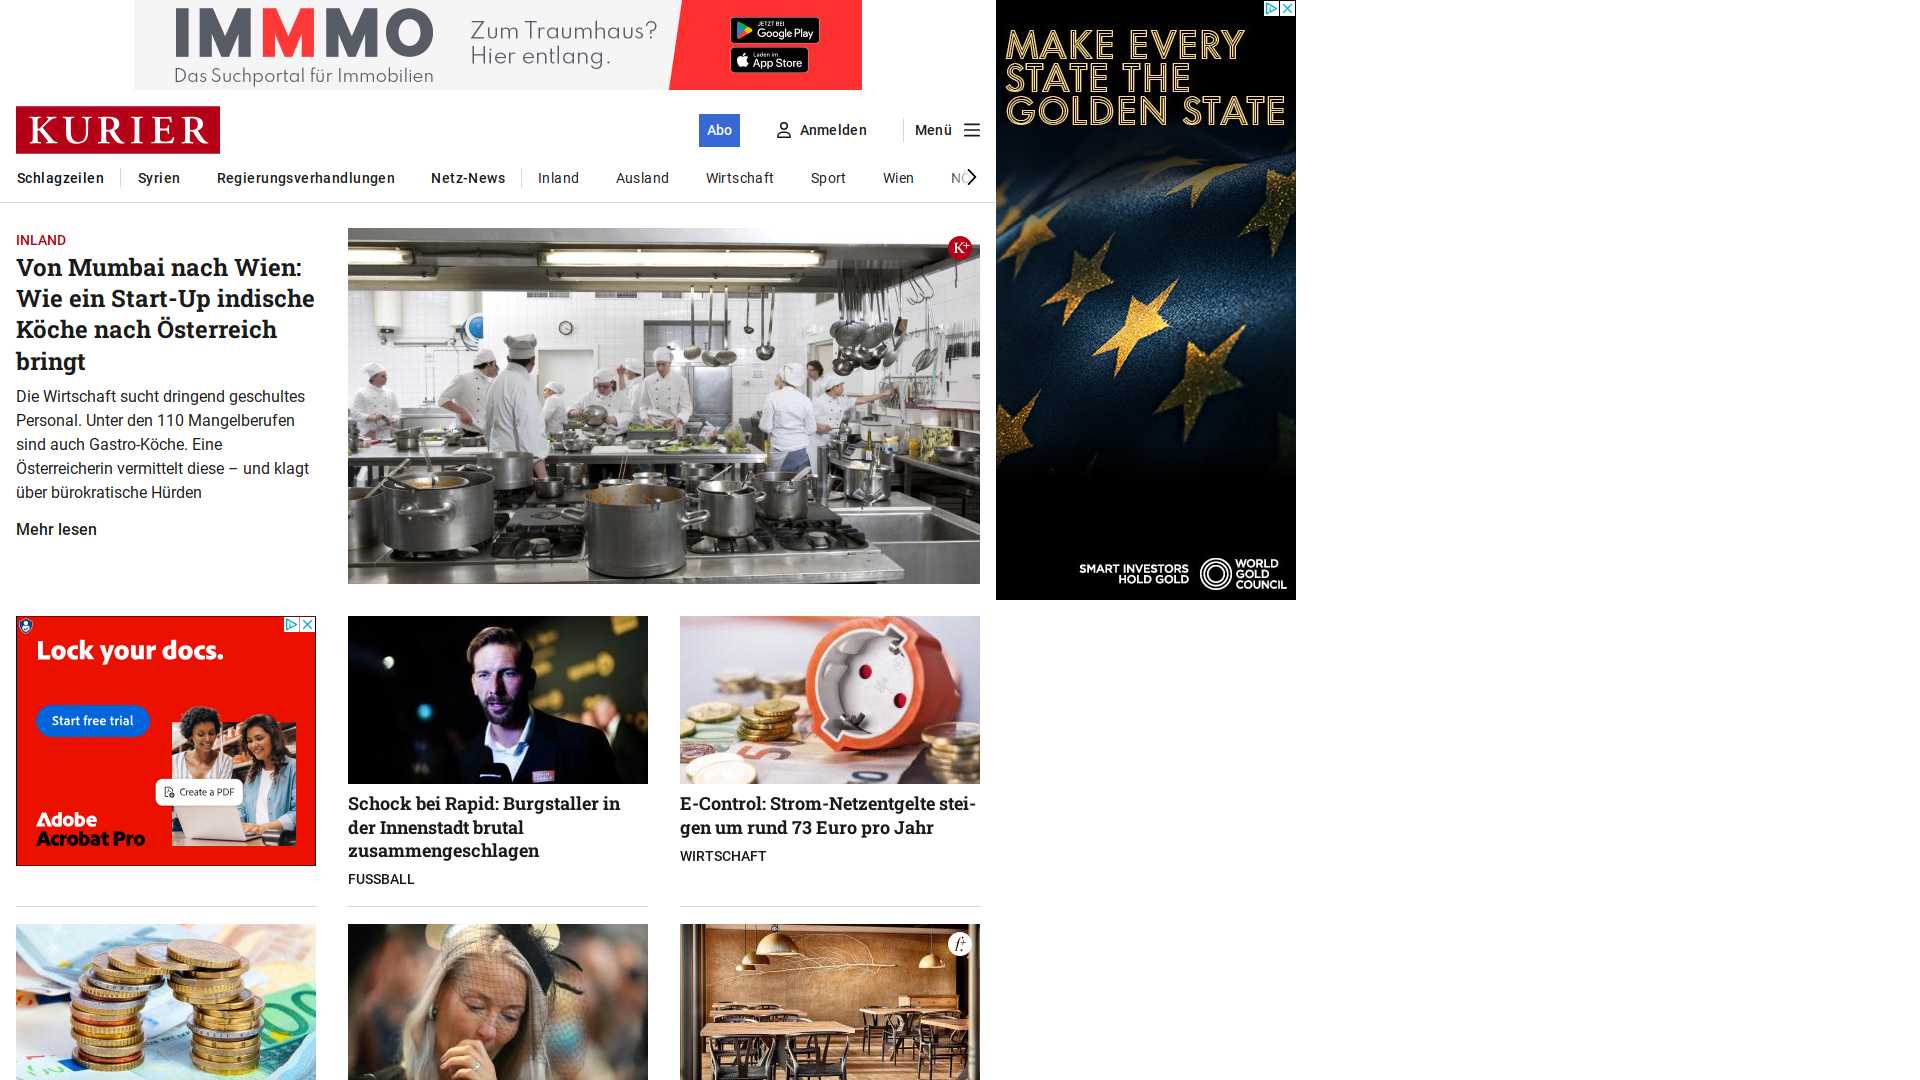 IMMMO
Das Suchportal für Immobilien
Zum Traumhaus?
Hier entlang.
JETZT BEI
Google Play
Laden im
App Store
KURIER
Abo
Anmelden
Menü
Schlagzeilen
Syrien
Regierungsverhandlungen
Netz-News
Inland
Ausland
Wirtschaft
Sport
Wien
INLAND
Von Mumbai nach Wien:
Wie ein Start-Up indische
Köche nach Österreich
bringt
Die Wirtschaft sucht dringend geschultes
Personal. Unter den 110 Mangelberufen
sind auch Gastro-Köche. Eine
Österreicherin vermittelt diese – und klagt
über bürokratische Hürden
Mehr lesen
K+
MAKE EVERY
STATE THE
GOLDEN STATE
SMART INVESTORS
HOLD GOLD
WORLD
GOLD
COUNCIL
Lock your docs.
Start free trial
Create a PDF
Adobe
Acrobat Pro
Schock bei Rapid: Burgstaller in
der Innenstadt brutal
zusammengeschlagen
FUSSBALL
E-Control: Strom-Netzentgelte stei-
gen um rund 73 Euro pro Jahr
WIRTSCHAFT
f+